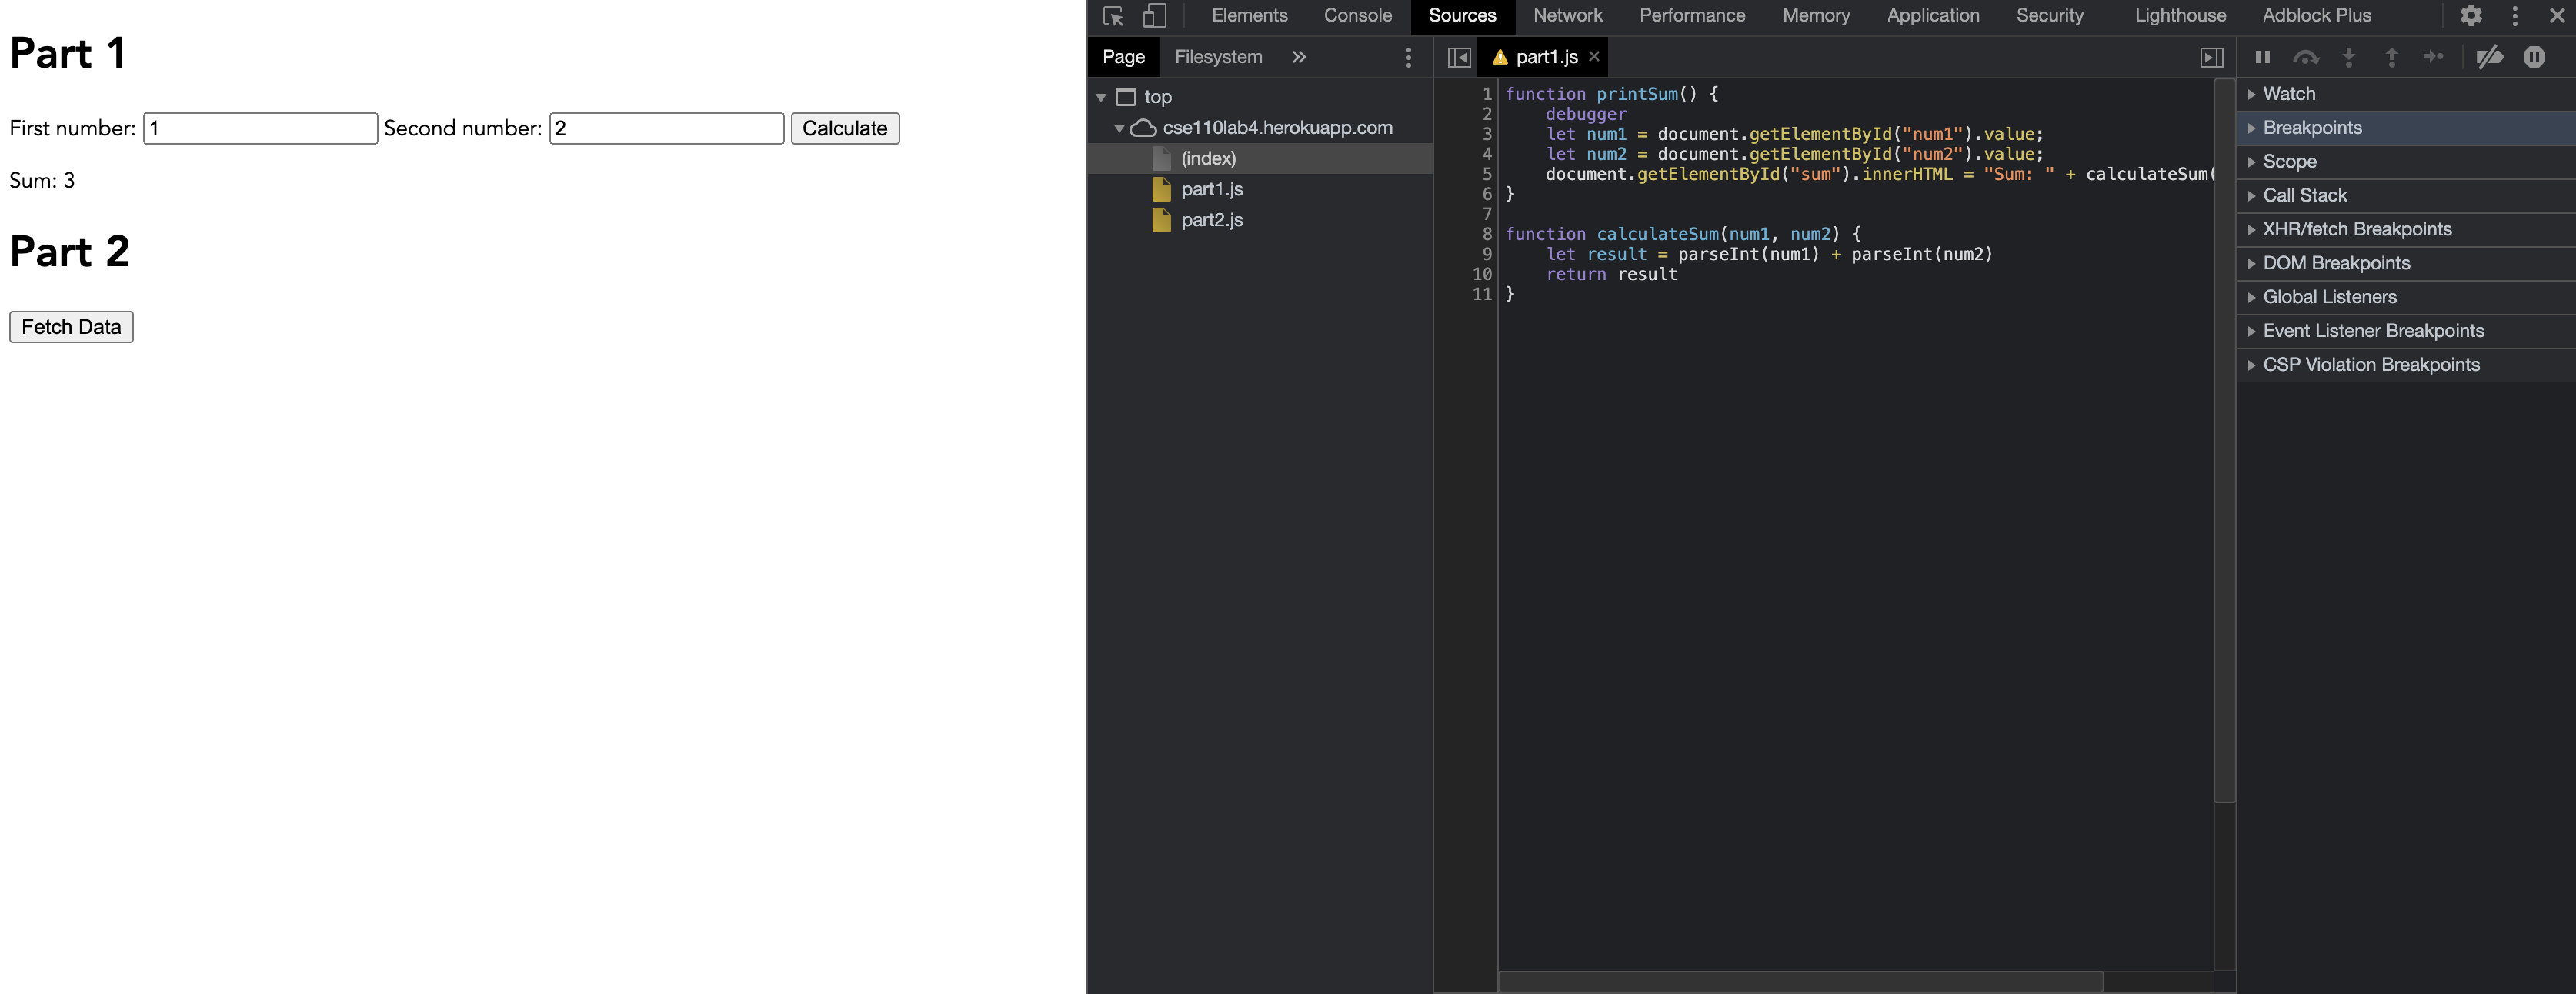 Part 1
First number: 1 Second number: 2 Calculate
Sum: 3
Part 2
Fetch Data
Elements Console Sources Network Performance Memory Application Security Lighthouse Adblock Plus
Page Filesystem »
top
cse110lab4.herokuapp.com
(index)
part1.js
part2.js
part1.js ×
1 function printSum() {
2     debugger
3     let num1 = document.getElementById("num1").value;
4     let num2 = document.getElementById("num2").value;
5     document.getElementById("sum").innerHTML = "Sum: " + calculateSum(
6 }
7
8 function calculateSum(num1, num2) {
9     let result = parseInt(num1) + parseInt(num2)
10     return result
11 }
Watch
Breakpoints
Scope
Call Stack
XHR/fetch Breakpoints
DOM Breakpoints
Global Listeners
Event Listener Breakpoints
CSP Violation Breakpoints